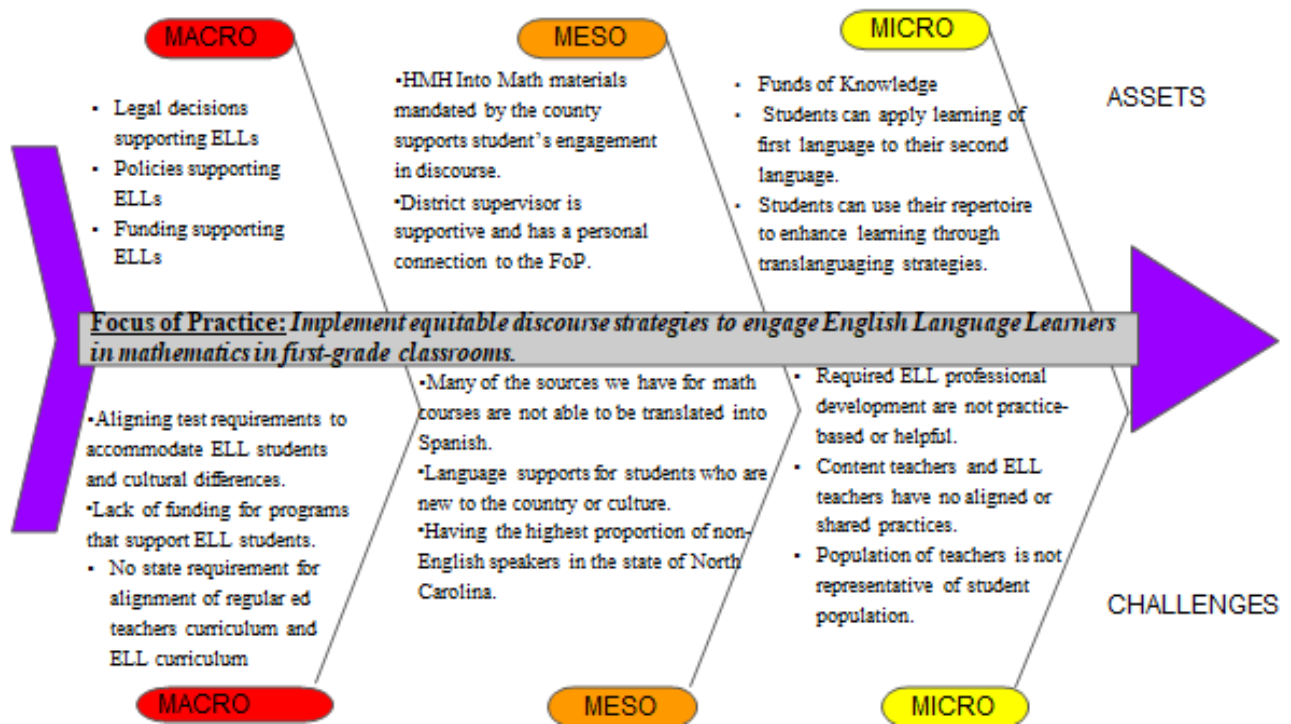 MACRO
• Legal decisions
supporting ELLs
• Policies supporting
ELLs
• Funding supporting
ELLs
MESO
•HMH Into Math materials
mandated by the county
supports student’s engagement
in discourse.
•District supervisor is
supportive and has a personal
connection to the FoP.
MICRO
• Funds of Knowledge
• Students can apply learning of
first language to their second
language.
• Students can use their repertoire
to enhance learning through
translanguaging strategies.
ASSETS
Focus of Practice: Implement equitable discourse strategies to engage English Language Learners
in mathematics in first-grade classrooms.
•Aligning test requirements to
accommodate ELL students
and cultural differences.
•Lack of funding for programs
that support ELL students.
• No state requirement for
alignment of regular ed
teachers curriculum and
ELL curriculum
MACRO
•Many of the sources we have for math
courses are not able to be translated into
Spanish.
•Language supports for students who are
new to the country or culture.
•Having the highest proportion of non-
English speakers in the state of North
Carolina.
MESO
• Required ELL professional
development are not practice-
based or helpful.
• Content teachers and ELL
teachers have no aligned or
shared practices.
• Population of teachers is not
representative of student
population.
MICRO
CHALLENGES